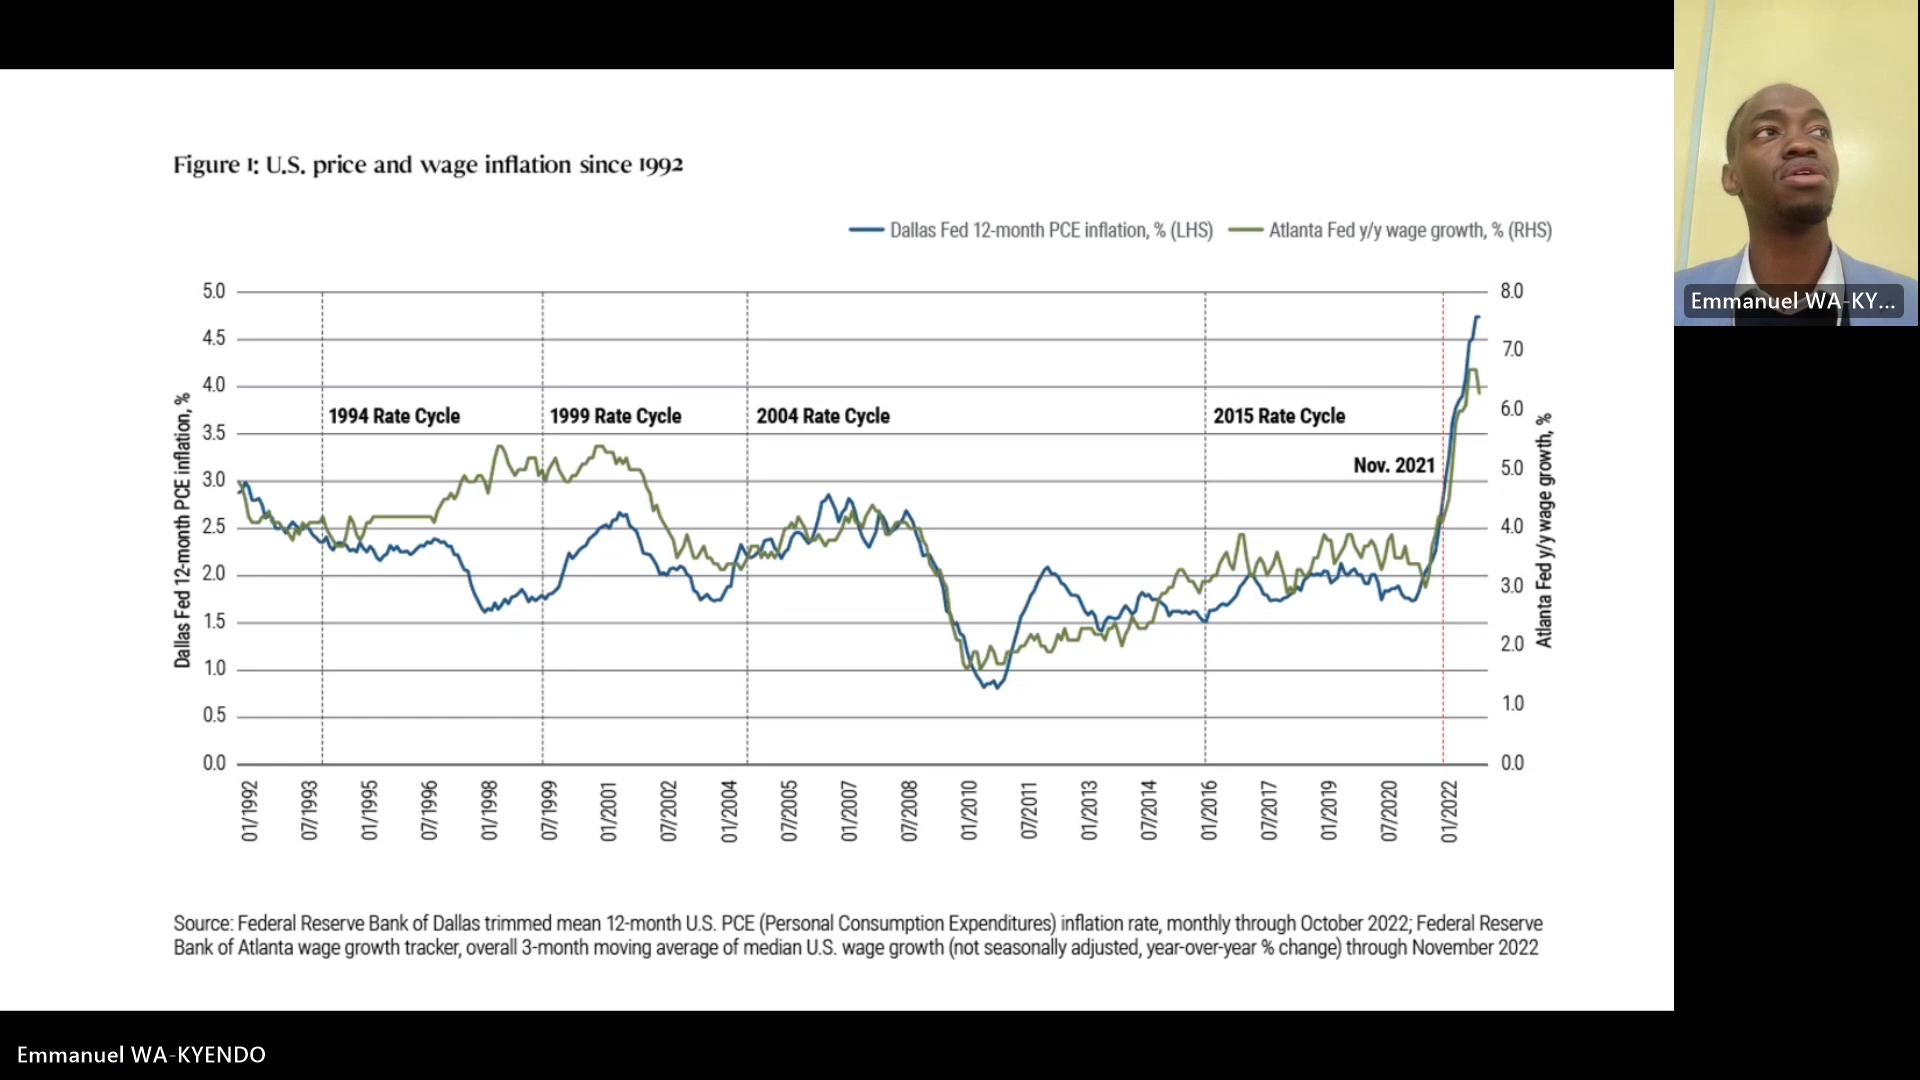 Figure 1: U.S. price and wage inflation since 1992
Dallas Fed 12-month PCE inflation, % (LHS)
Atlanta Fed y/y wage growth, % (RHS)
Dallas Fed 12-month PCE inflation, %
5.0
4.5
4.0
3.5
3.0
2.5
2.0
1.5
1.0
0.5
0.0
1994 Rate Cycle
1999 Rate Cycle
2004 Rate Cycle
2015 Rate Cycle
Nov. 2021
8.0
7.0
6.0
5.0
4.0
3.0
2.0
1.0
0.0
Atlanta Fed y/y wage growth, %
01/1992
07/1993
01/1995
07/1996
01/1998
07/1999
01/2001
07/2002
01/2004
07/2005
01/2007
07/2008
01/2010
07/2011
01/2013
07/2014
01/2016
07/2017
01/2019
07/2020
01/2022
Source: Federal Reserve Bank of Dallas trimmed mean 12-month U.S. PCE (Personal Consumption Expenditures) inflation rate, monthly through October 2022; Federal Reserve
Bank of Atlanta wage growth tracker, overall 3-month moving average of median U.S. wage growth (not seasonally adjusted, year-over-year % change) through November 2022
Emmanuel WA-KY...
Emmanuel WA-KYENDO